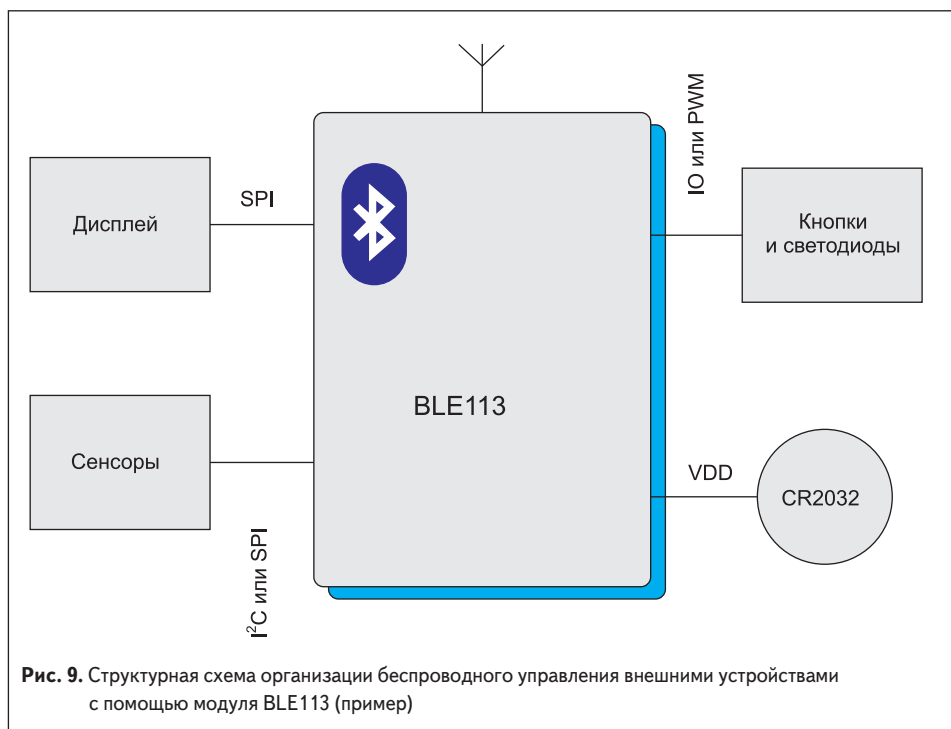 IO или PWM
Дисплей
SPI
Кнопки
и светодиоды
BLE113
Сенсоры
VDD
CR2032
I²C или SPI
Рис. 9. Структурная схема организации беспроводного управления внешними устройствами
с помощью модуля BLE113 (пример)